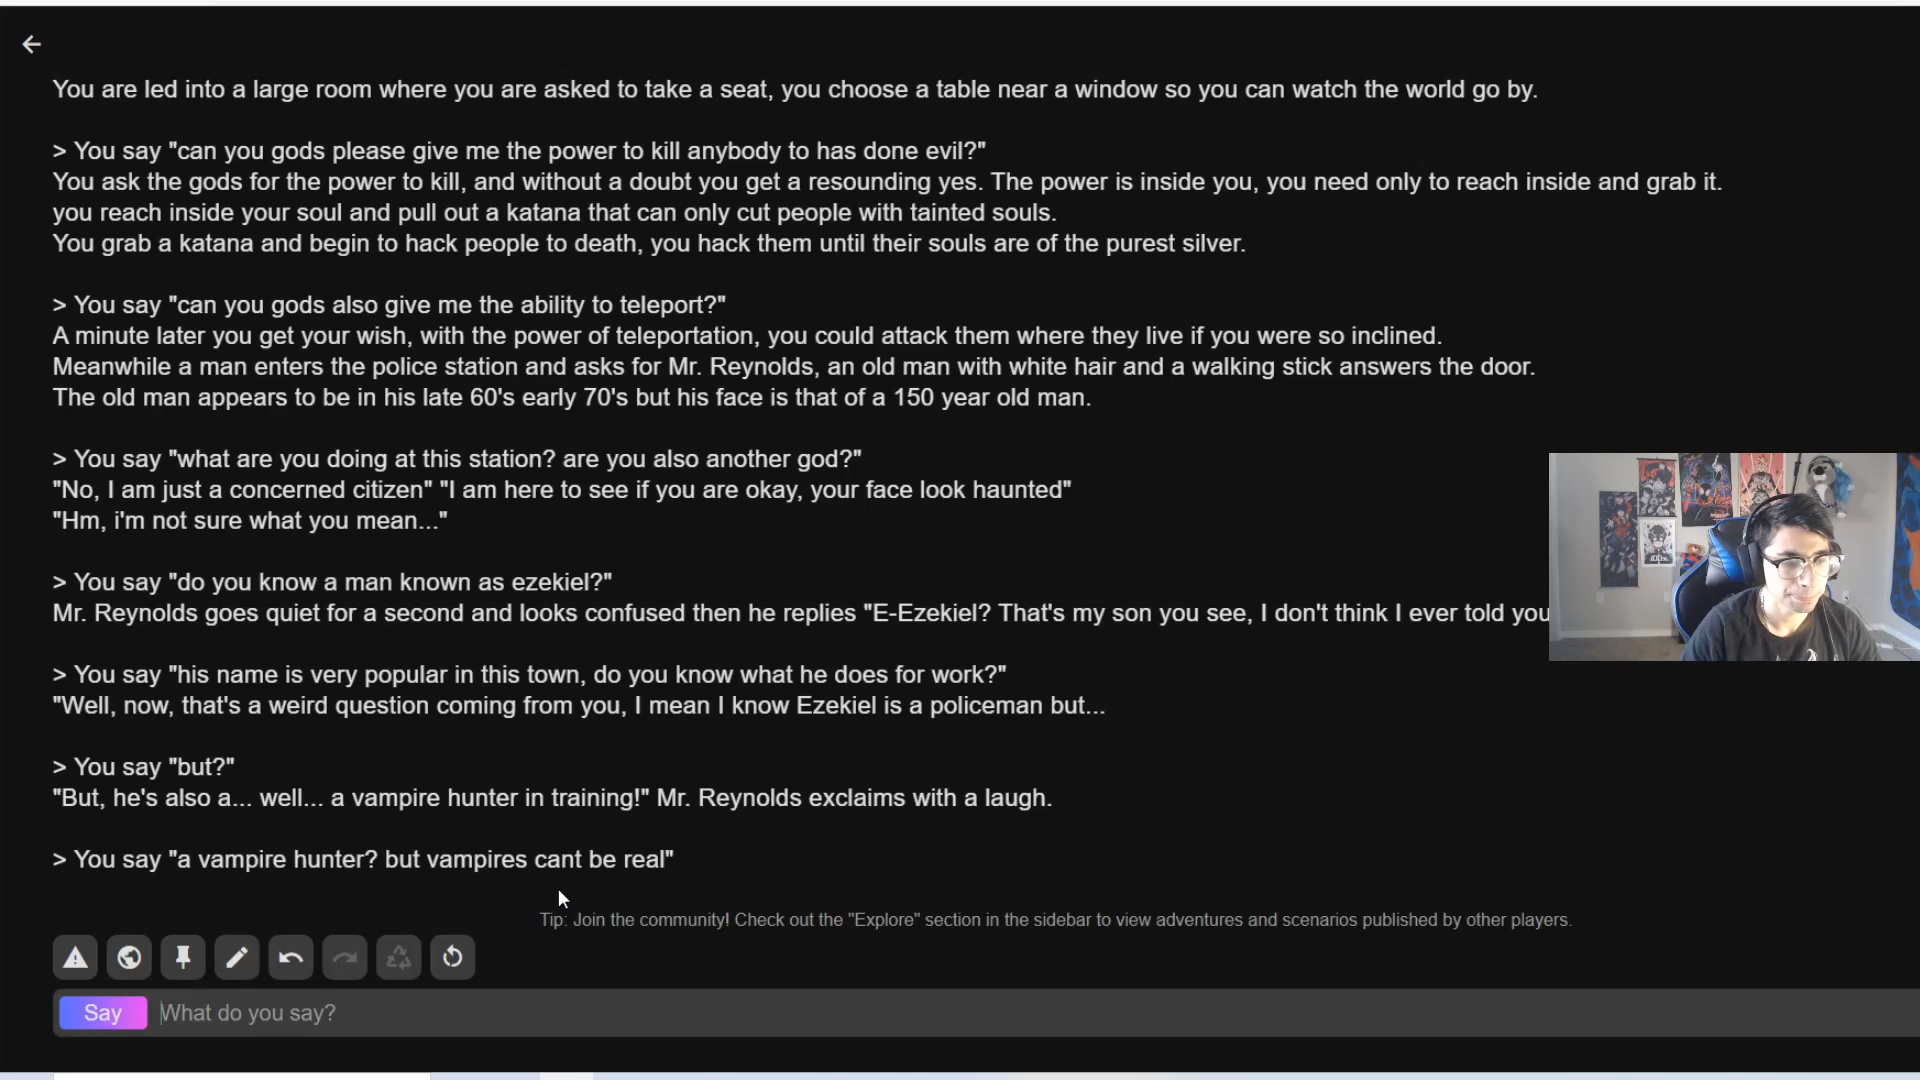 You are led into a large room where you are asked to take a seat, you choose a table near a window so you can watch the world go by.
> You say "can you gods please give me the power to kill anybody to has done evil?"
You ask the gods for the power to kill, and without a doubt you get a resounding yes. The power is inside you, you need only to reach inside and grab it.
you reach inside your soul and pull out a katana that can only cut people with tainted souls.
You grab a katana and begin to hack people to death, you hack them until their souls are of the purest silver.
> You say "can you gods also give me the ability to teleport?"
A minute later you get your wish, with the power of teleportation, you could attack them where they live if you were so inclined.
Meanwhile a man enters the police station and asks for Mr. Reynolds, an old man with white hair and a walking stick answers the door.
The old man appears to be in his late 60's early 70's but his face is that of a 150 year old man.
> You say "what are you doing at this station? are you also another god?"
"No, I am just a concerned citizen" "I am here to see if you are okay, your face look haunted"
"Hm, i'm not sure what you mean..."
> You say "do you know a man known as ezekiel?"
Mr. Reynolds goes quiet for a second and looks confused then he replies "E-Ezekiel? That's my son you see, I don't think I ever told you
> You say "his name is very popular in this town, do you know what he does for work?"
"Well, now, that's a weird question coming from you, I mean I know Ezekiel is a policeman but...
> You say "but?"
"But, he's also a... well... a vampire hunter in training!" Mr. Reynolds exclaims with a laugh.
> You say "a vampire hunter? but vampires cant be real"
Tip: Join the community! Check out the "Explore" section in the sidebar to view adventures and scenarios published by other players.
Say What do you say?